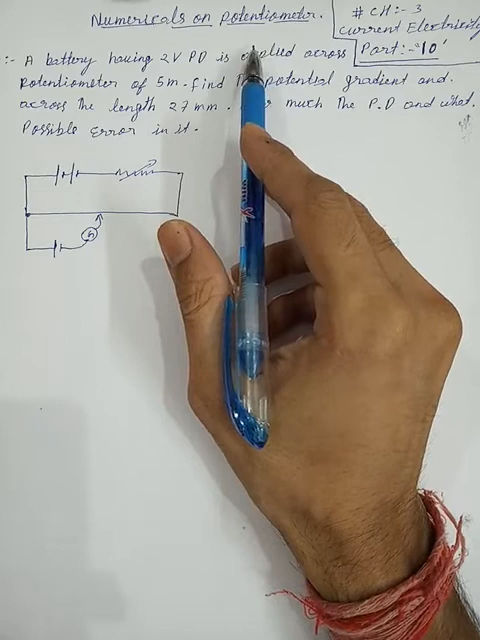 Numericals on Potentiometer.
# CH:- 3
Current Electricity
Part:- "10"
:- A battery having 2V PD is applied across
Potentiometer of 5m. find potential gradient and
across the length 27mm. much the P.D and what
Possible Error in it.
G